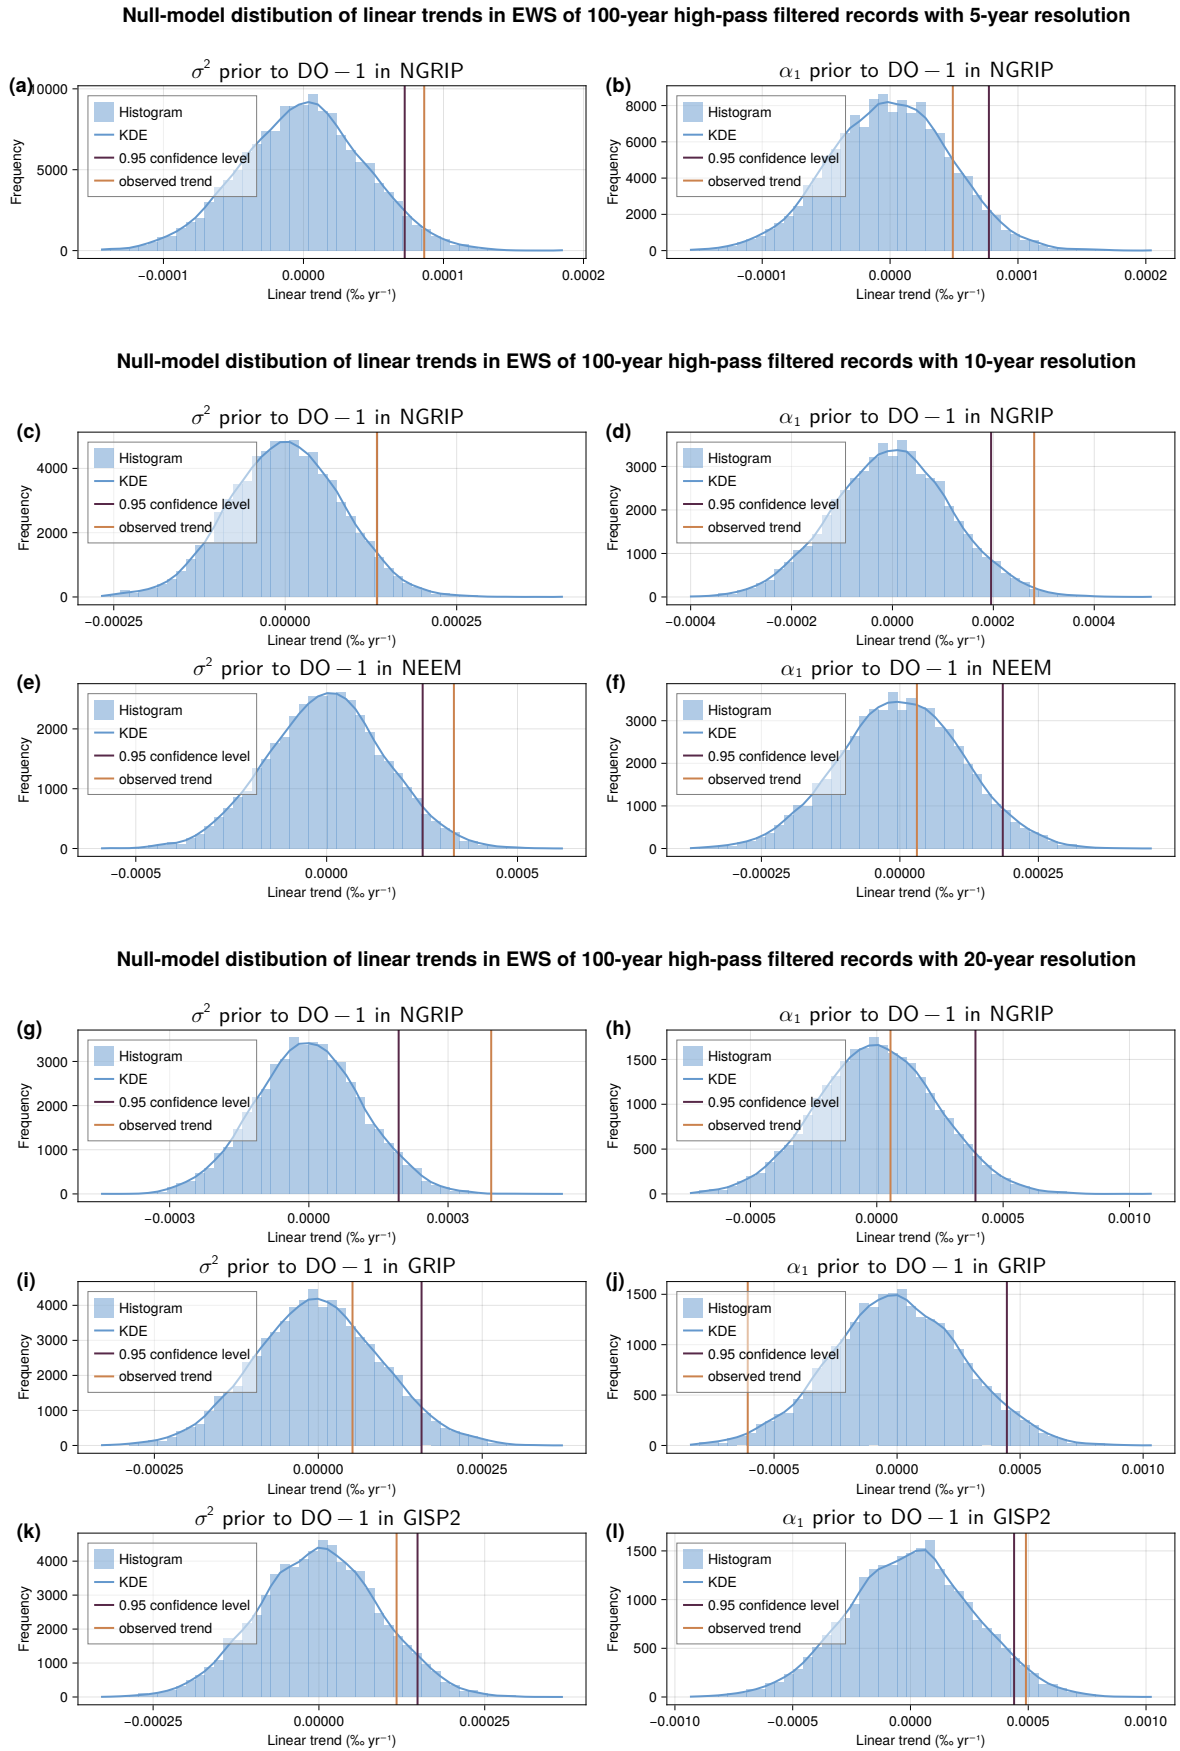 Null-model distibution of linear trends in EWS of 100-year high-pass filtered records with 5-year resolution
(a)
σ² prior to DO − 1 in NGRIP
Frequency
10000
5000
0
Histogram
KDE
0.95 confidence level
observed trend
−0.0001 0.0000 0.0001 0.0002
Linear trend (‰ yr⁻¹)
(b)
α₁ prior to DO − 1 in NGRIP
Frequency
8000
6000
4000
2000
0
Histogram
KDE
0.95 confidence level
observed trend
−0.0001 0.0000 0.0001 0.0002
Linear trend (‰ yr⁻¹)
Null-model distibution of linear trends in EWS of 100-year high-pass filtered records with 10-year resolution
(c)
σ² prior to DO − 1 in NGRIP
Frequency
4000
2000
0
Histogram
KDE
0.95 confidence level
observed trend
−0.00025 0.00000 0.00025
Linear trend (‰ yr⁻¹)
(d)
α₁ prior to DO − 1 in NGRIP
Frequency
3000
2000
1000
0
Histogram
KDE
0.95 confidence level
observed trend
−0.0004 −0.0002 0.0000 0.0002 0.0004
Linear trend (‰ yr⁻¹)
(e)
σ² prior to DO − 1 in NEEM
Frequency
2000
1000
0
Histogram
KDE
0.95 confidence level
observed trend
−0.0005 0.0000 0.0005
Linear trend (‰ yr⁻¹)
(f)
α₁ prior to DO − 1 in NEEM
Frequency
3000
2000
1000
0
Histogram
KDE
0.95 confidence level
observed trend
−0.00025 0.00000 0.00025
Linear trend (‰ yr⁻¹)
Null-model distibution of linear trends in EWS of 100-year high-pass filtered records with 20-year resolution
(g)
σ² prior to DO − 1 in NGRIP
Frequency
3000
2000
1000
0
Histogram
KDE
0.95 confidence level
observed trend
−0.0003 0.0000 0.0003
Linear trend (‰ yr⁻¹)
(h)
α₁ prior to DO − 1 in NGRIP
Frequency
1500
1000
500
0
Histogram
KDE
0.95 confidence level
observed trend
−0.0005 0.0000 0.0005 0.0010
Linear trend (‰ yr⁻¹)
(i)
σ² prior to DO − 1 in GRIP
Frequency
4000
3000
2000
1000
0
Histogram
KDE
0.95 confidence level
observed trend
−0.00025 0.00000 0.00025
Linear trend (‰ yr⁻¹)
(j)
α₁ prior to DO − 1 in GRIP
Frequency
1500
1000
500
0
Histogram
KDE
0.95 confidence level
observed trend
−0.0005 0.0000 0.0005 0.0010
Linear trend (‰ yr⁻¹)
(k)
σ² prior to DO − 1 in GISP2
Frequency
4000
3000
2000
1000
0
Histogram
KDE
0.95 confidence level
observed trend
−0.00025 0.00000 0.00025
Linear trend (‰ yr⁻¹)
(l)
α₁ prior to DO − 1 in GISP2
Frequency
1500
1000
500
0
Histogram
KDE
0.95 confidence level
observed trend
−0.0010 −0.0005 0.0000 0.0005 0.0010
Linear trend (‰ yr⁻¹)